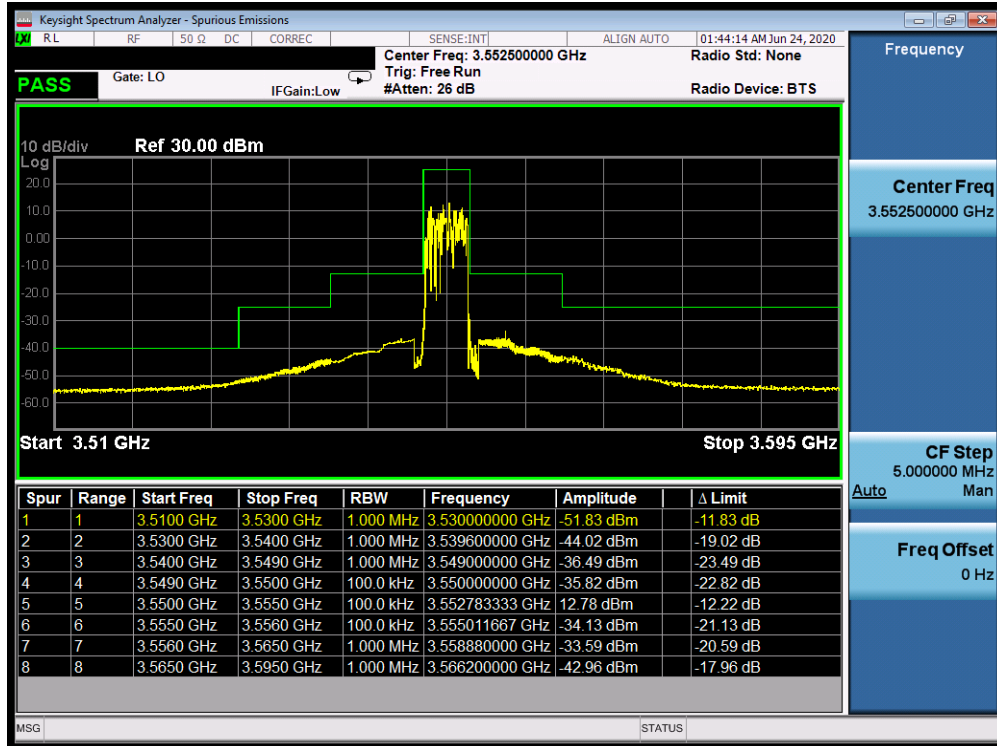 Keysight Spectrum Analyzer - Spurious Emissions
LXI RL RF 50 Ω DC CORREC SENSE:INT ALIGN AUTO 01:44:14 AM Jun 24, 2020
Center Freq: 3.552500000 GHz Radio Std: None
PASS Gate: LO Trig: Free Run
IFGain:Low #Atten: 26 dB Radio Device: BTS
10 dB/div Ref 30.00 dBm
Log
20.0
10.0
0.00
-10.0
-20.0
-30.0
-40.0
-50.0
-60.0
Start 3.51 GHz Stop 3.595 GHz
Spur Range Start Freq Stop Freq RBW Frequency Amplitude Δ Limit
1 1 3.5100 GHz 3.5300 GHz 1.000 MHz 3.530000000 GHz -51.83 dBm -11.83 dB
2 2 3.5300 GHz 3.5400 GHz 1.000 MHz 3.539600000 GHz -44.02 dBm -19.02 dB
3 3 3.5400 GHz 3.5490 GHz 1.000 MHz 3.549000000 GHz -36.49 dBm -23.49 dB
4 4 3.5490 GHz 3.5500 GHz 100.0 kHz 3.550000000 GHz -35.82 dBm -22.82 dB
5 5 3.5500 GHz 3.5550 GHz 100.0 kHz 3.552783333 GHz 12.78 dBm -12.22 dB
6 6 3.5550 GHz 3.5560 GHz 100.0 kHz 3.555011667 GHz -34.13 dBm -21.13 dB
7 7 3.5560 GHz 3.5650 GHz 1.000 MHz 3.558880000 GHz -33.59 dBm -20.59 dB
8 8 3.5650 GHz 3.5950 GHz 1.000 MHz 3.566200000 GHz -42.96 dBm -17.96 dB
MSG STATUS
Frequency
Center Freq
3.552500000 GHz
CF Step
5.000000 MHz
Auto Man
Freq Offset
0 Hz